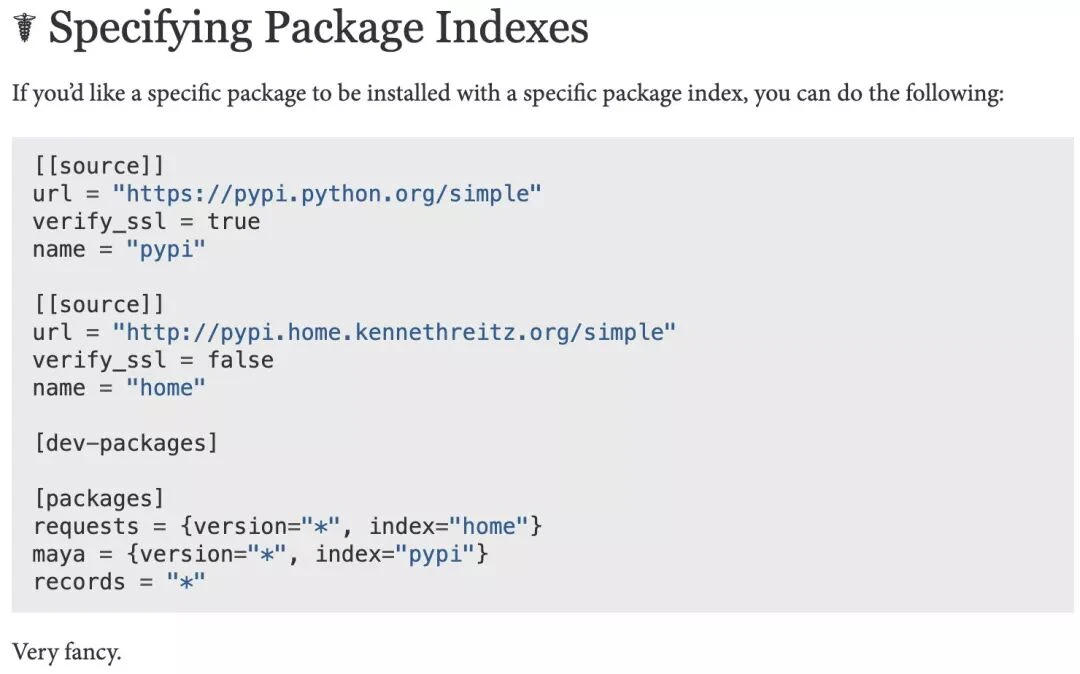 ☤ Specifying Package Indexes
If you’d like a specific package to be installed with a specific package index, you can do the following:
[[source]]
url = "https://pypi.python.org/simple"
verify_ssl = true
name = "pypi"
[[source]]
url = "http://pypi.home.kennethreitz.org/simple"
verify_ssl = false
name = "home"
[dev-packages]
[packages]
requests = {version="*", index="home"}
maya = {version="*", index="pypi"}
records = "*"
Very fancy.